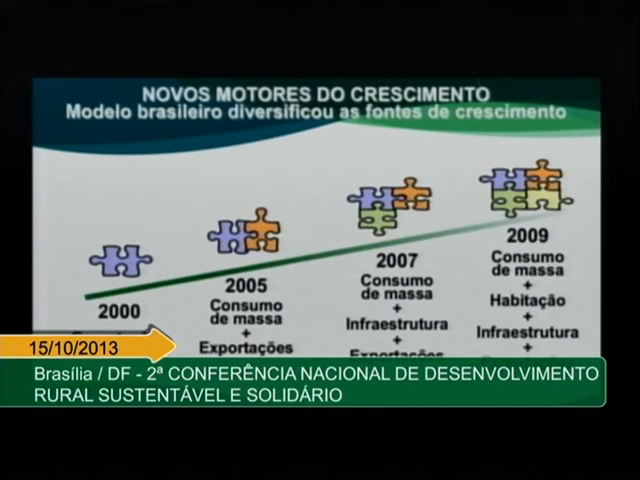 NOVOS MOTORES DO CRESCIMENTO
Modelo brasileiro diversificou as fontes de crescimento
2000
2005
Consumo
de massa
+
Exportações
2007
Consumo
de massa
+
Infraestrutura
+
Exportações
2009
Consumo
de massa
+
Habitação
+
Infraestrutura
+
15/10/2013
Brasília / DF - 2ª CONFERÊNCIA NACIONAL DE DESENVOLVIMENTO
RURAL SUSTENTÁVEL E SOLIDÁRIO